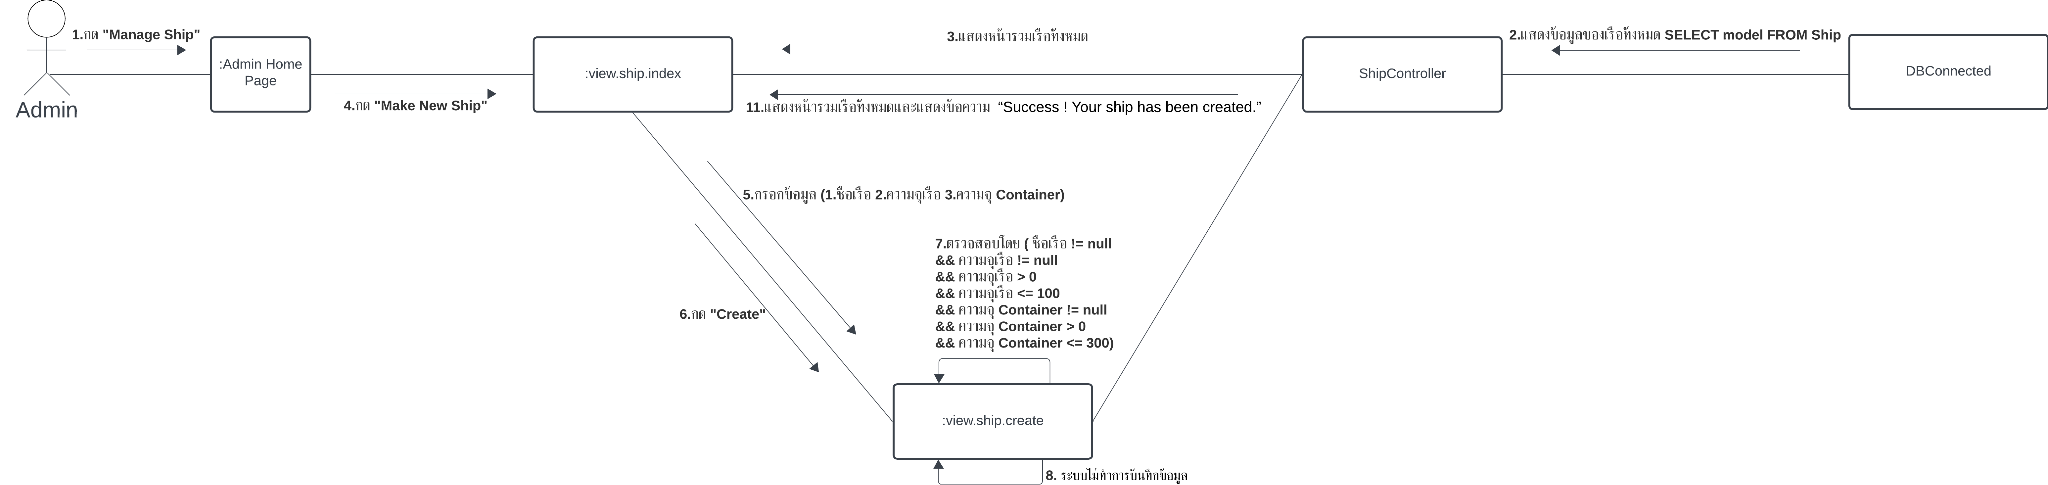 1.กด "Manage Ship"
3.แสดงหน้ารวมเรือทั้งหมด
2.แสดงข้อมูลของเรือทั้งหมด SELECT model FROM Ship
:Admin Home
Page
:view.ship.index
ShipController
DBConnected
Admin
4.กด "Make New Ship"
11.แสดงหน้ารวมเรือทั้งหมดและแสดงข้อความ “Success ! Your ship has been created.”
5.กรอกข้อมูล (1.ชื่อเรือ 2.ความจุเรือ 3.ความจุ Container)
7.ตรวจสอบโดย ( ชื่อเรือ != null
&& ความจุเรือ != null
&& ความจุเรือ > 0
&& ความจุเรือ <= 100
&& ความจุ Container != null
&& ความจุ Container > 0
&& ความจุ Container <= 300)
6.กด "Create"
:view.ship.create
8. ระบบไม่ทำการบันทึกข้อมูล